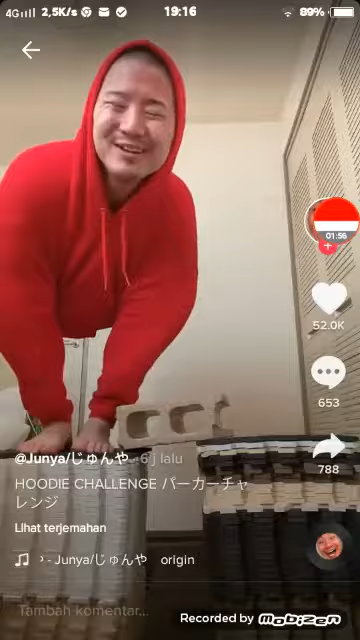 4G 2,5K/s 19:16 89%
01:56
52.0K
653
788
@Junya/じゅんや · 6 j lalu
HOODIE CHALLENGE パーカーチャ
レンジ
Lihat terjemahan
- Junya/じゅんや origin
Tambah komentar...
Recorded by mobizen